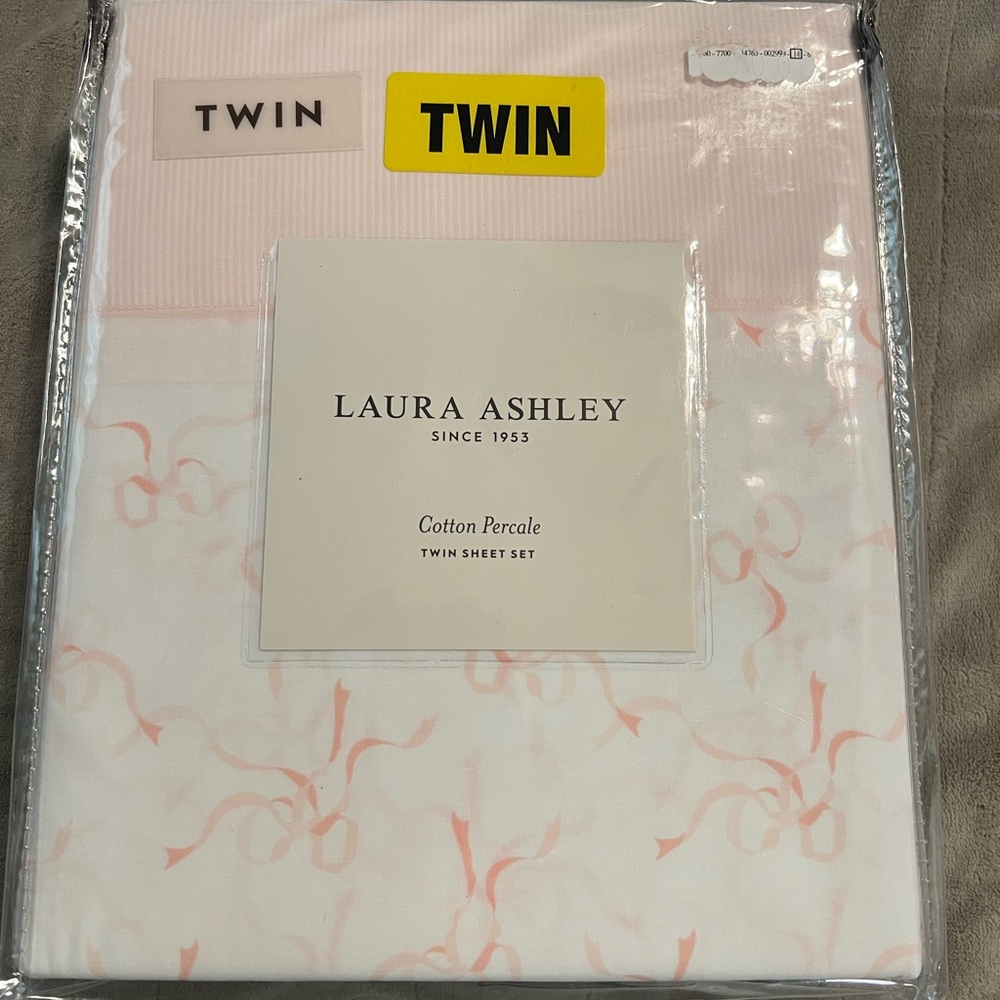 TWIN
TWIN
LAURA ASHLEY
SINCE 1953
Cotton Percale
TWIN SHEET SET